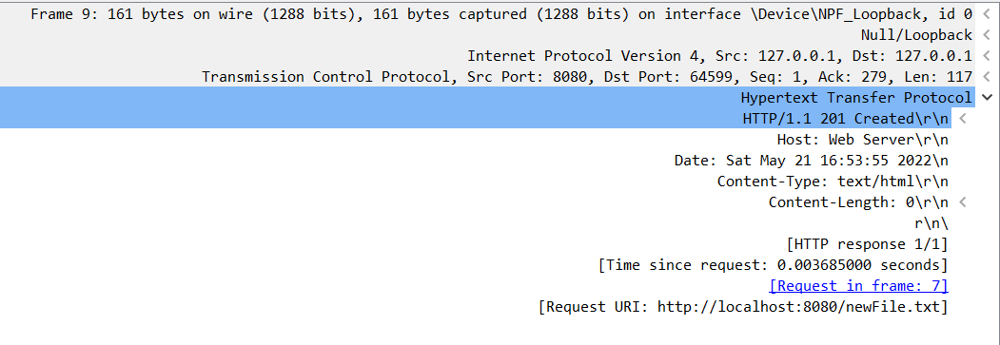 Frame 9: 161 bytes on wire (1288 bits), 161 bytes captured (1288 bits) on interface \Device\NPF_Loopback, id 0
Null/Loopback
Internet Protocol Version 4, Src: 127.0.0.1, Dst: 127.0.0.1
Transmission Control Protocol, Src Port: 8080, Dst Port: 64599, Seq: 1, Ack: 279, Len: 117
Hypertext Transfer Protocol
HTTP/1.1 201 Created\r\n
Host: Web Server\r\n
Date: Sat May 21 16:53:55 2022\n
Content-Type: text/html\r\n
Content-Length: 0\r\n
r\n\
[HTTP response 1/1]
[Time since request: 0.003685000 seconds]
[Request in frame: 7]
[Request URI: http://localhost:8080/newFile.txt]